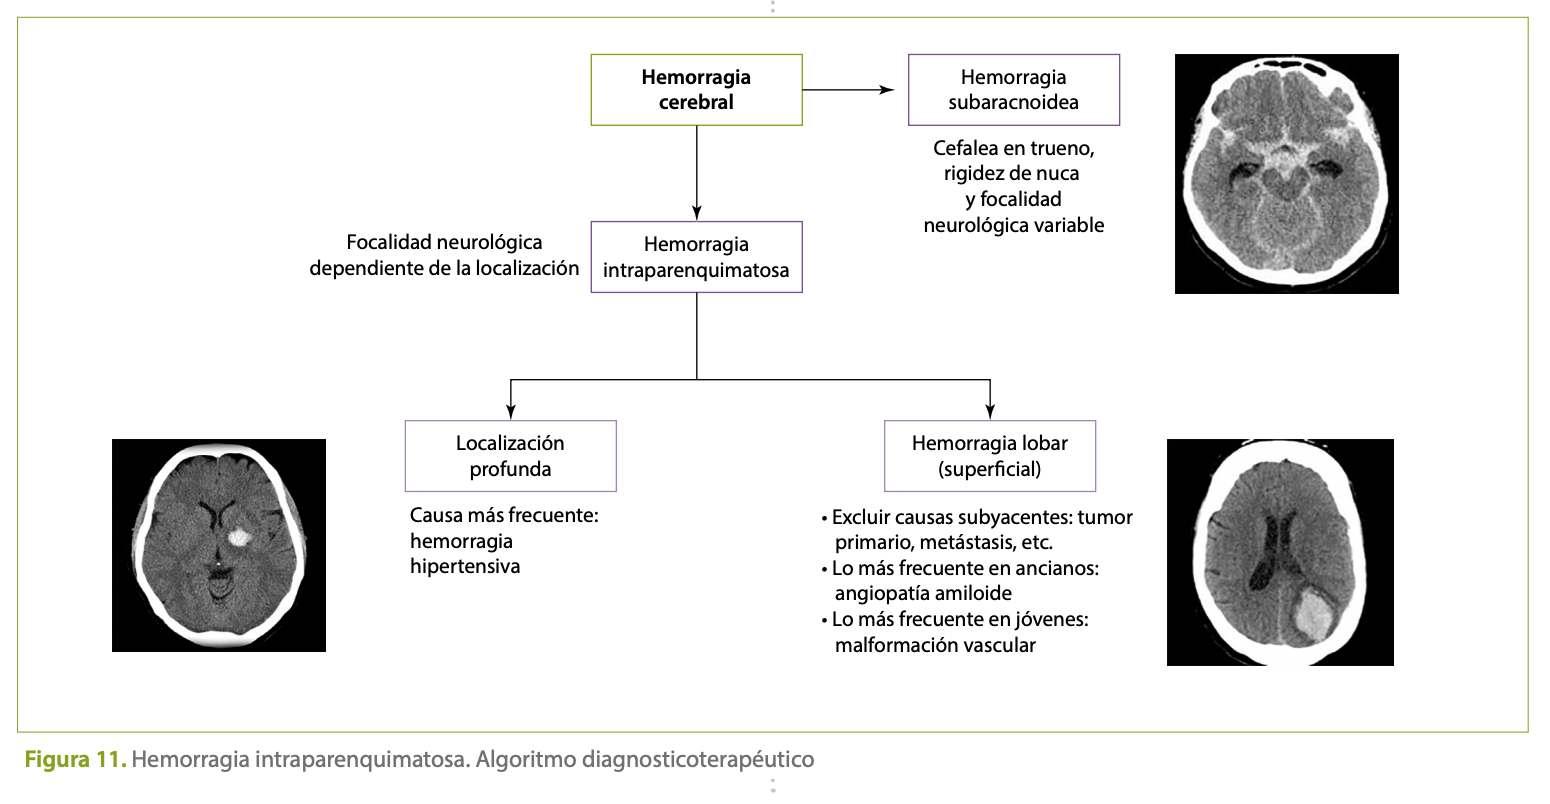 Hemorragia
cerebral
Hemorragia
subaracnoidea
Cefalea en trueno,
rigidez de nuca
y focalidad
neurológica variable
Focalidad neurológica
dependiente de la localización
Hemorragia
intraparenquimatosa
Localización
profunda
Causa más frecuente:
hemorragia
hipertensiva
Hemorragia lobar
(superficial)
• Excluir causas subyacentes: tumor
primario, metástasis, etc.
• Lo más frecuente en ancianos:
angiopatía amiloide
• Lo más frecuente en jóvenes:
malformación vascular
Figura 11. Hemorragia intraparenquimatosa. Algoritmo diagnosticoterapéutico